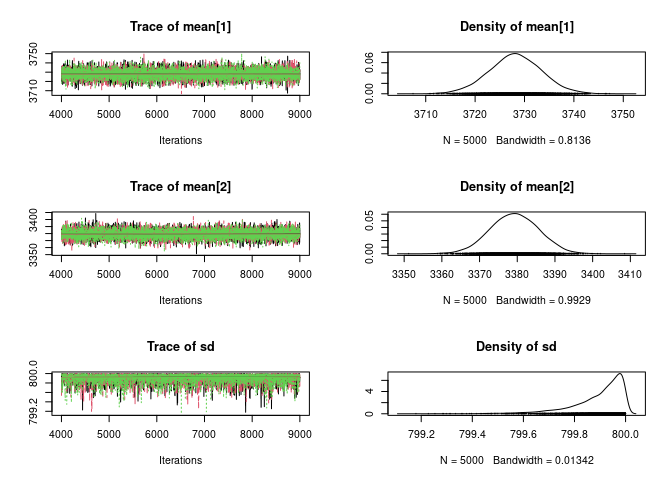 Trace of mean[1]
3710 3750
4000 5000 6000 7000 8000 9000
Iterations
Density of mean[1]
0.00 0.06
3710 3720 3730 3740 3750
N = 5000 Bandwidth = 0.8136
Trace of mean[2]
3350 3400
4000 5000 6000 7000 8000 9000
Iterations
Density of mean[2]
0.00 0.05
3350 3360 3370 3380 3390 3400 3410
N = 5000 Bandwidth = 0.9929
Trace of sd
799.2 800.0
4000 5000 6000 7000 8000 9000
Iterations
Density of sd
0 4
799.2 799.4 799.6 799.8 800.0
N = 5000 Bandwidth = 0.01342